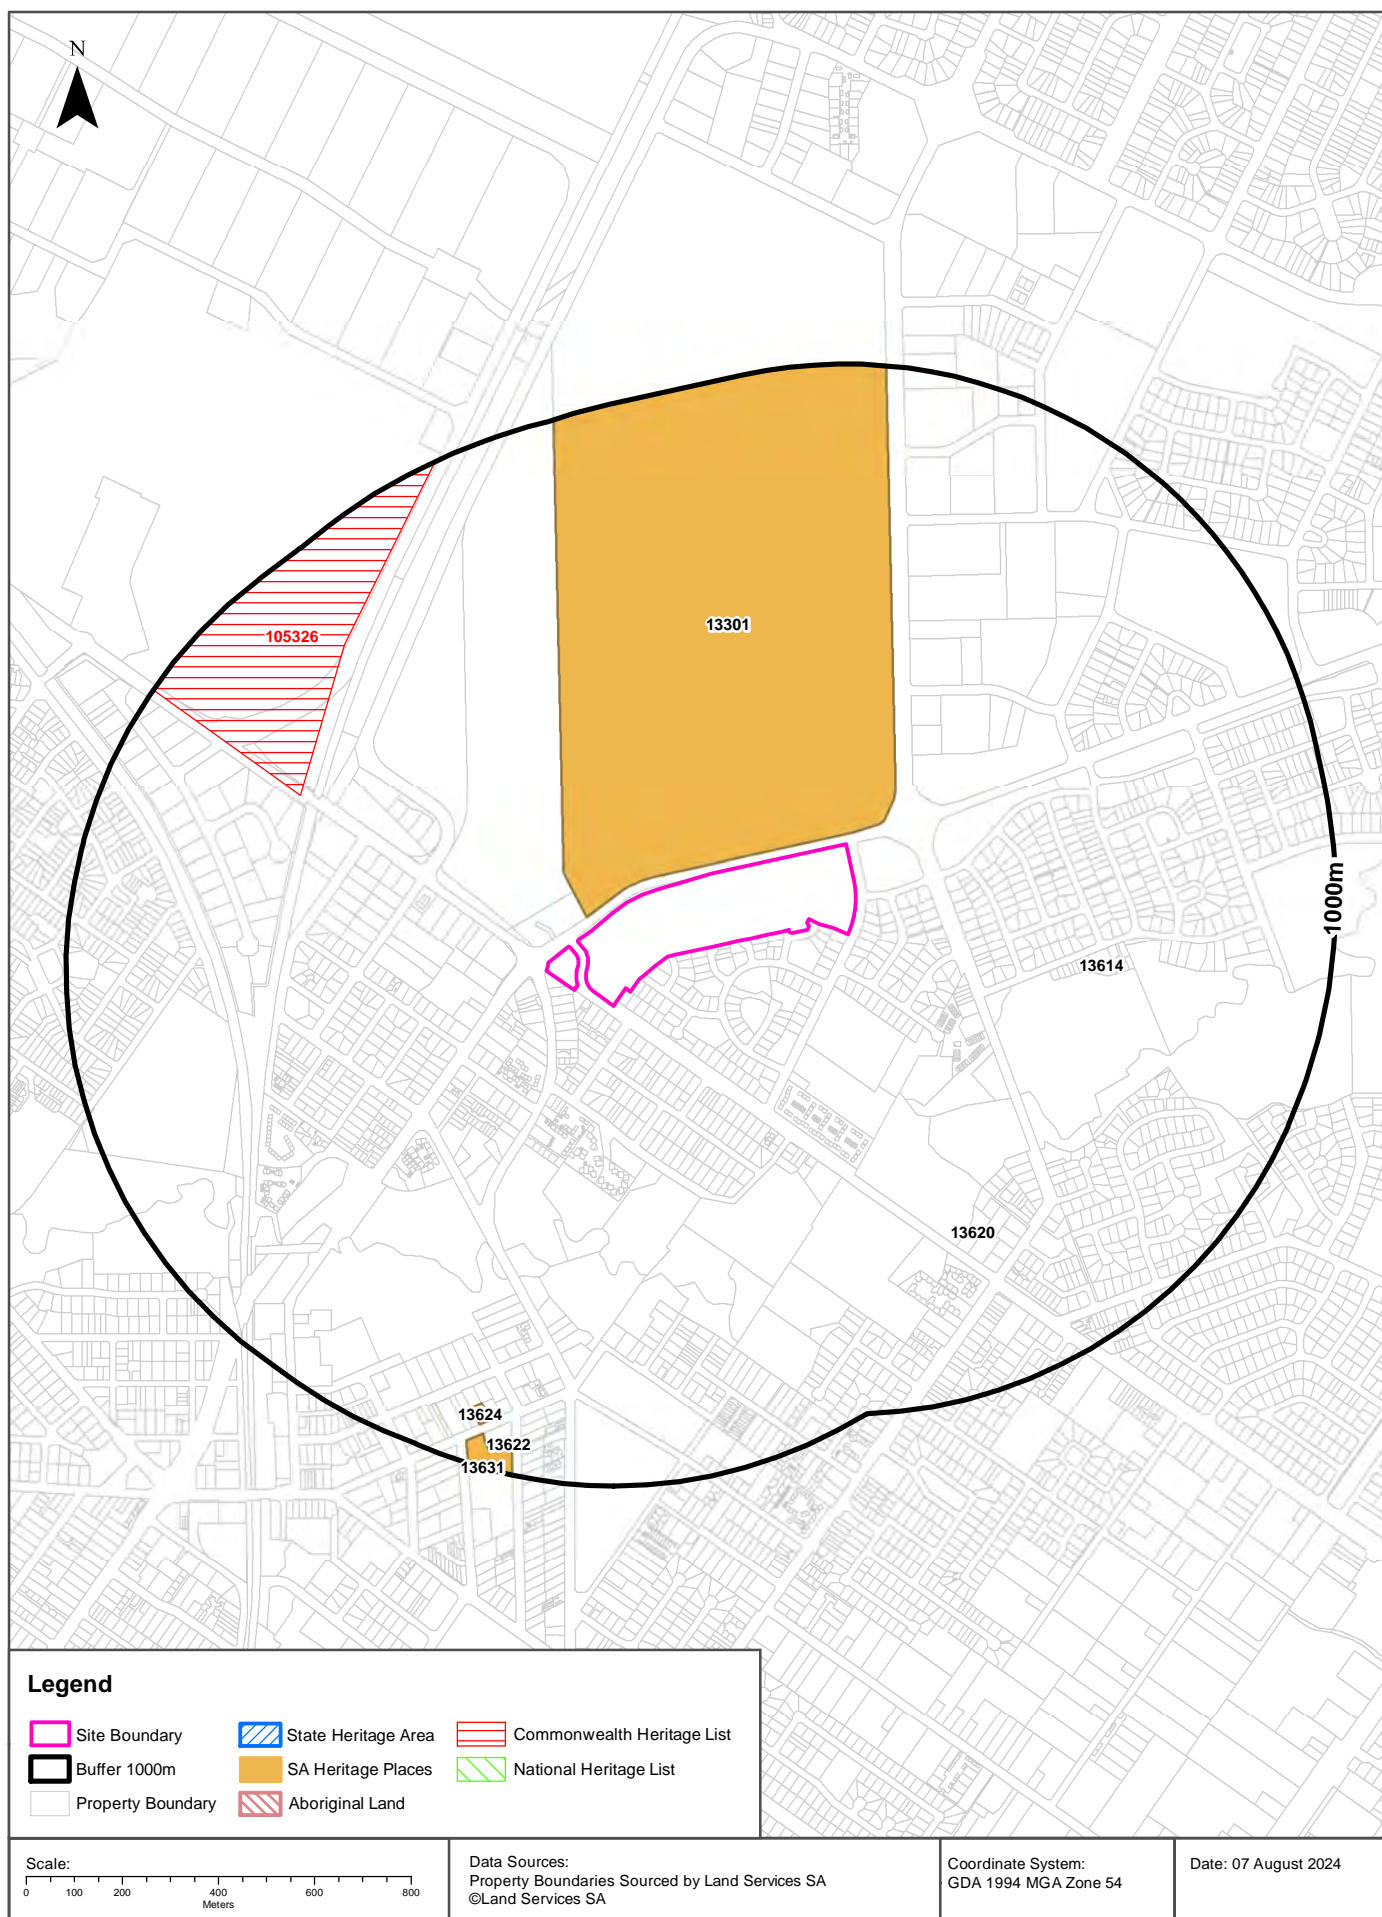 N
105326
13301
1000m
13614
13620
13624
13622
13631
Legend
Site Boundary
State Heritage Area
Commonwealth Heritage List
Buffer 1000m
SA Heritage Places
National Heritage List
Property Boundary
Aboriginal Land
Scale:
0 100 200 400 600 800
Meters
Data Sources:
Property Boundaries Sourced by Land Services SA
©Land Services SA
Coordinate System:
GDA 1994 MGA Zone 54
Date: 07 August 2024